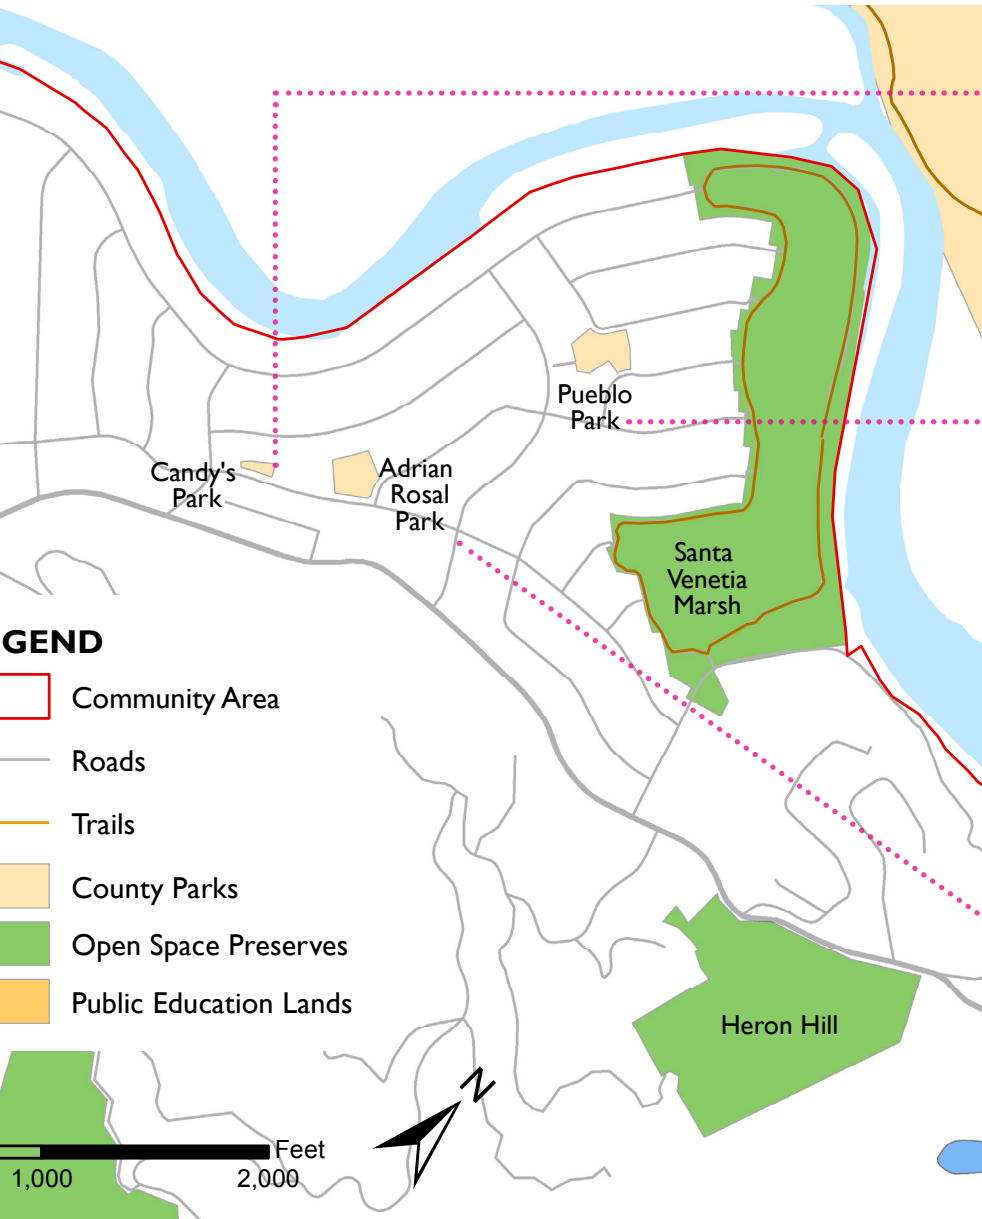 Pueblo
Park
Candy's
Park
Adrian
Rosal
Park
Santa
Venetia
Marsh
GEND
Community Area
Roads
Trails
County Parks
Open Space Preserves
Public Education Lands
Heron Hill
N
Feet
1,000
2,000